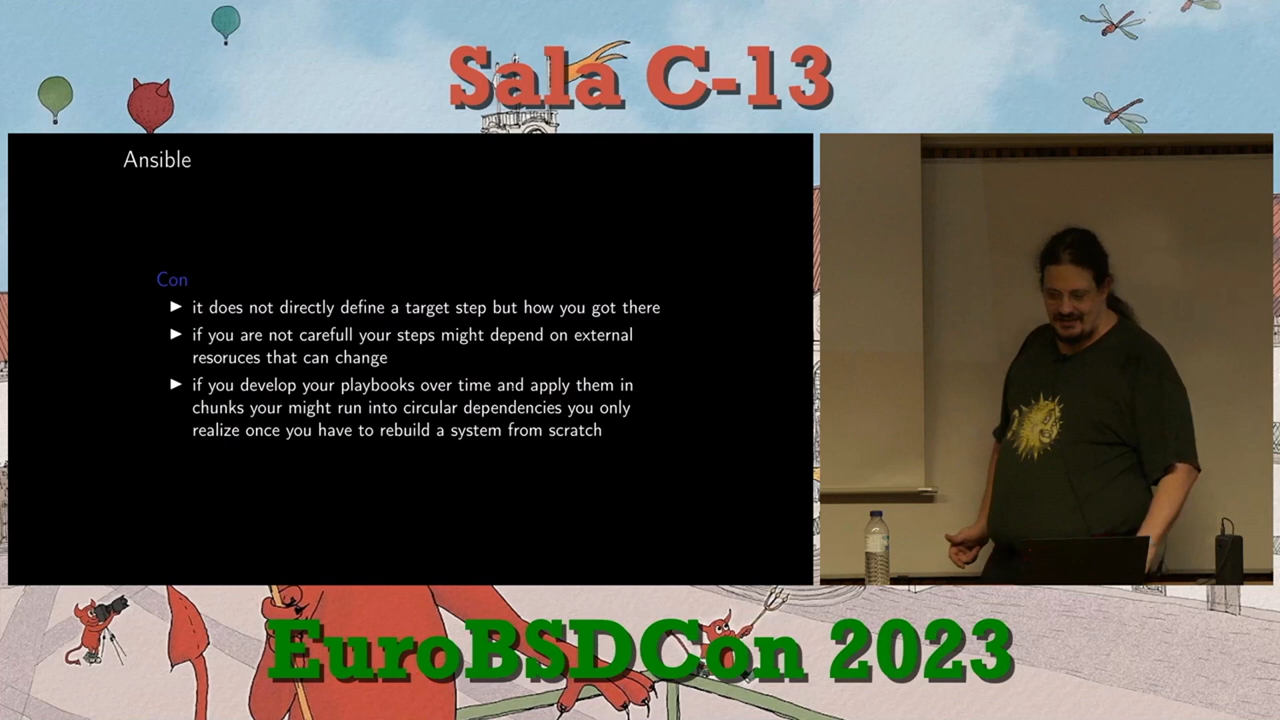 Sala C-13
Ansible
Con
it does not directly define a target step but how you got there
if you are not carefull your steps might depend on external
resoruces that can change
if you develop your playbooks over time and apply them in
chunks your might run into circular dependencies you only
realize once you have to rebuild a system from scratch
EuroBSDCon 2023